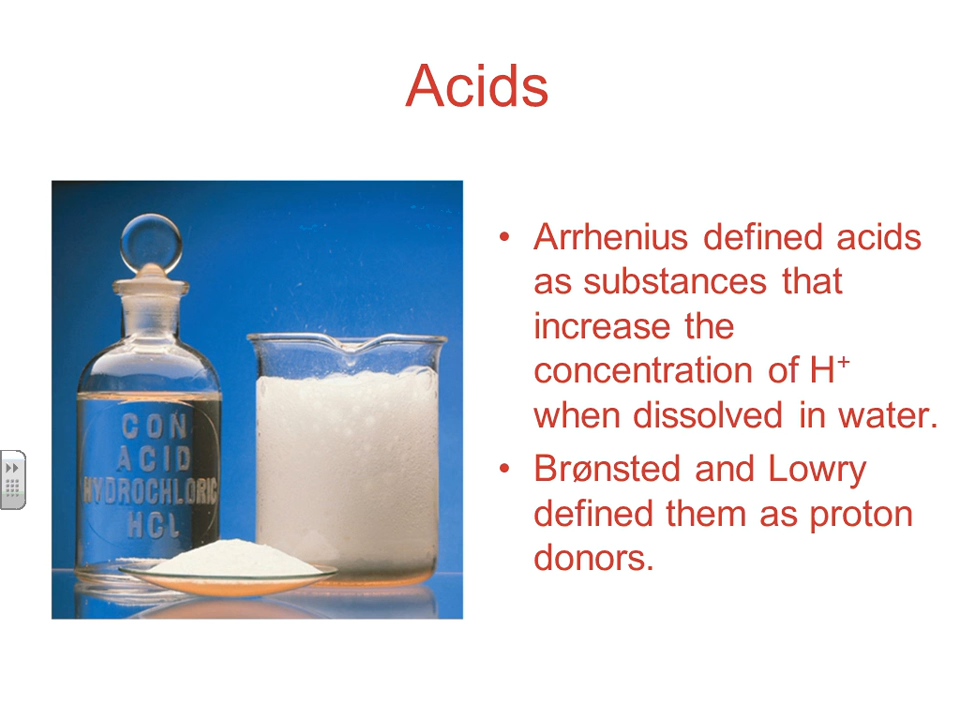 Acids
CON
ACID
HYDROCHLORIC
HCl
• Arrhenius defined acids
as substances that
increase the
concentration of H⁺
when dissolved in water.
• Brønsted and Lowry
defined them as proton
donors.